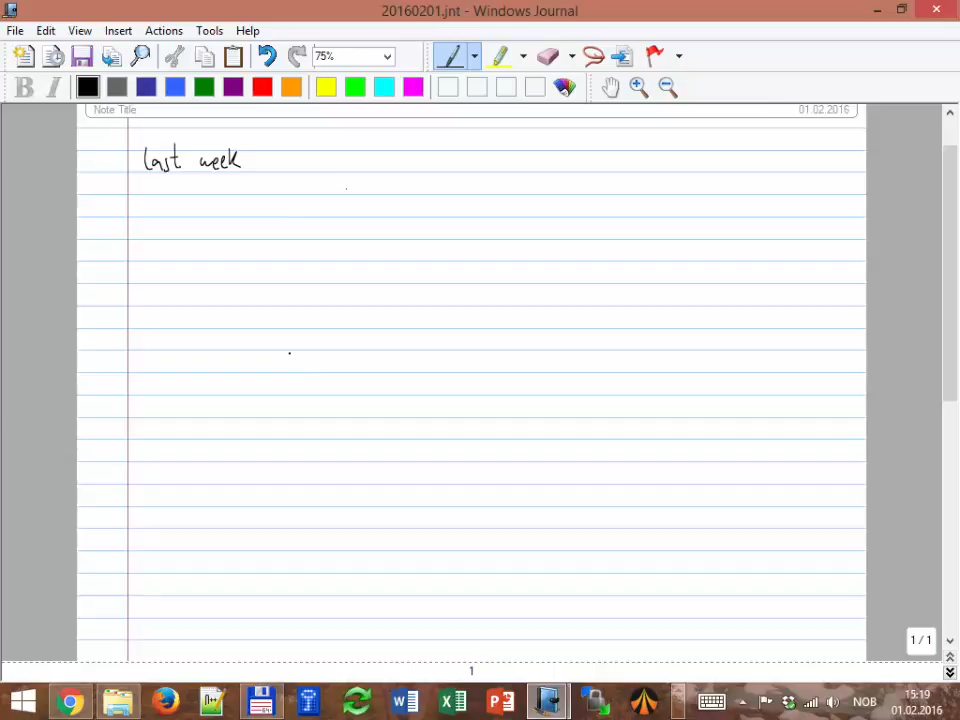 20160201.jnt - Windows Journal
File Edit View Insert Actions Tools Help
75%
B I
Note Title 01.02.2016
last week
1 / 1
1
NOB 15:19
01.02.2016